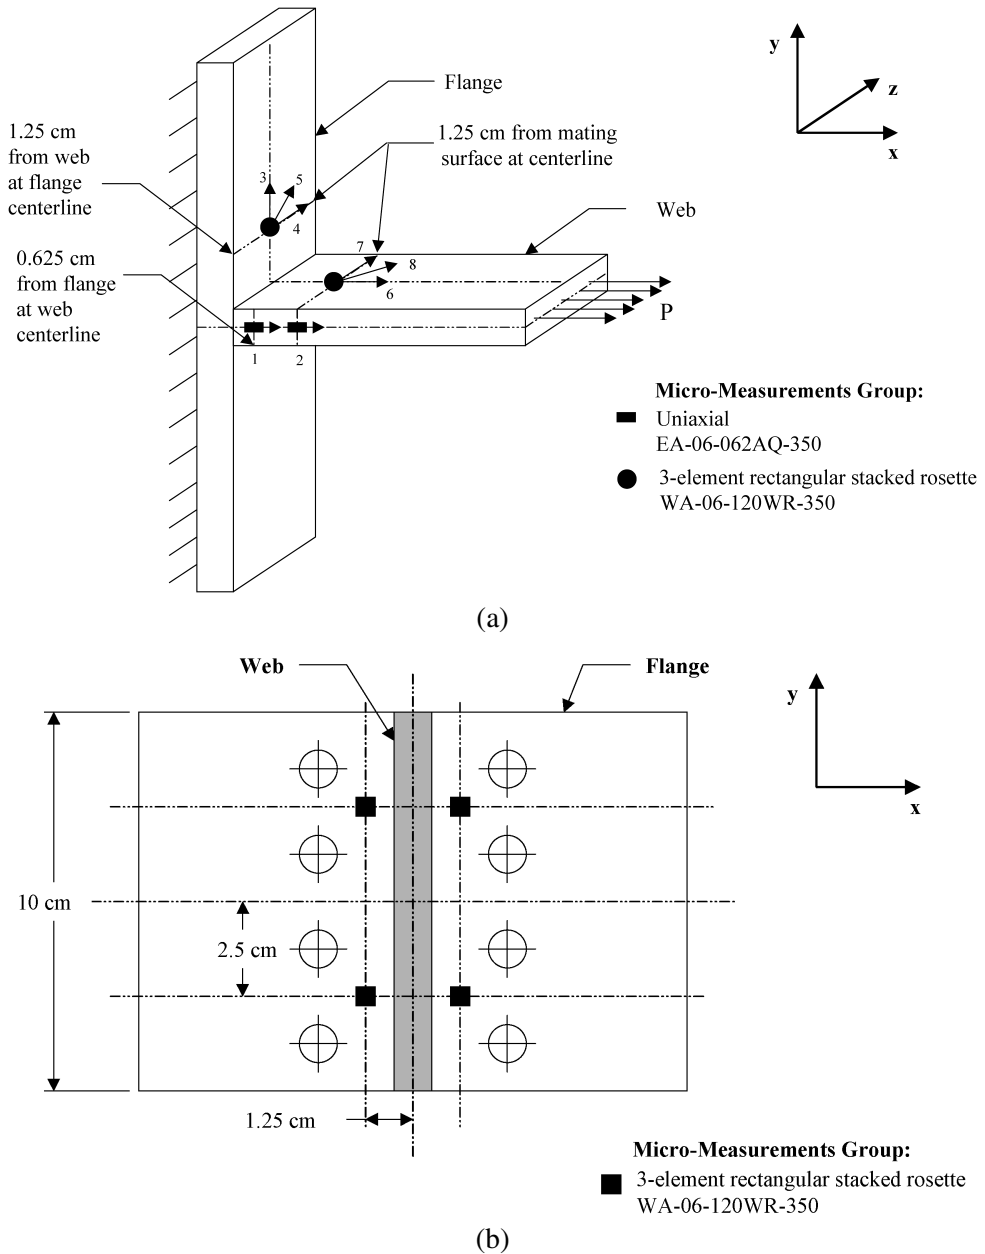 y
z
x
Flange
1.25 cm
from web
at flange
centerline
1.25 cm from mating
surface at centerline
3
5
4
Web
0.625 cm
from flange
at web
centerline
7
8
6
P
1
2
Micro-Measurements Group:
Uniaxial
EA-06-062AQ-350
3-element rectangular stacked rosette
WA-06-120WR-350
(a)
Web
Flange
y
x
10 cm
2.5 cm
1.25 cm
Micro-Measurements Group:
3-element rectangular stacked rosette
WA-06-120WR-350
(b)